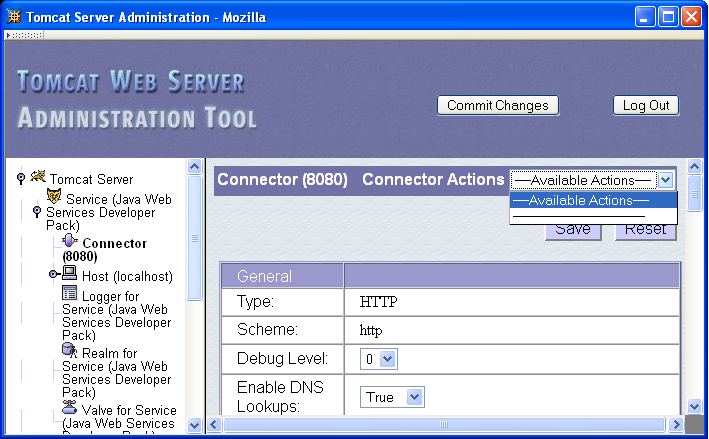 Tomcat Server Administration - Mozilla
TOMCAT WEB SERVER
ADMINISTRATION TOOL
Commit Changes
Log Out
Tomcat Server
Service (Java Web
Services Developer
Pack)
Connector
(8080)
Host (localhost)
Logger for
Service (Java Web
Services Developer
Pack)
Realm for
Service (Java Web
Services Developer
Pack)
Valve for Service
(Java Web Services
Connector (8080) Connector Actions ----Available Actions----
----Available Actions----
---------------------------------
Save Reset
General
Type: HTTP
Scheme: http
Debug Level: 0
Enable DNS
Lookups: True